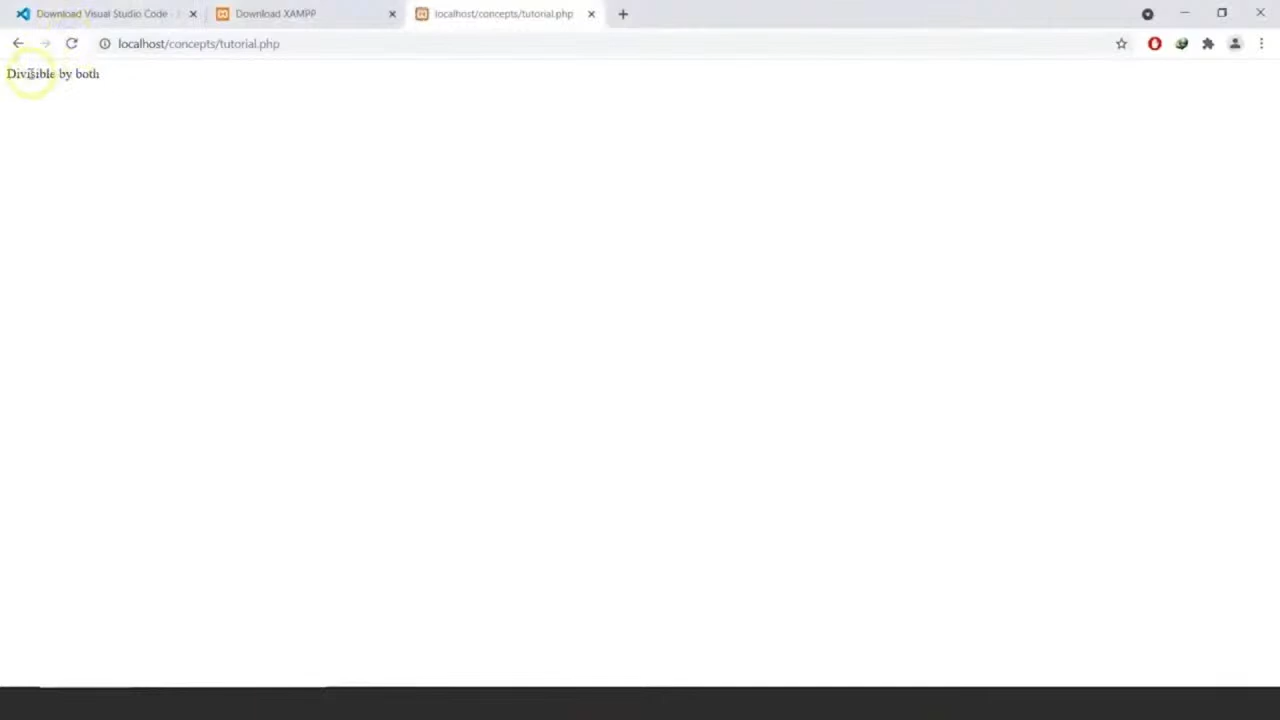 Download Visual Studio Code -
Download XAMPP
localhost/concepts/tutorial.php
localhost/concepts/tutorial.php
Divisible by both